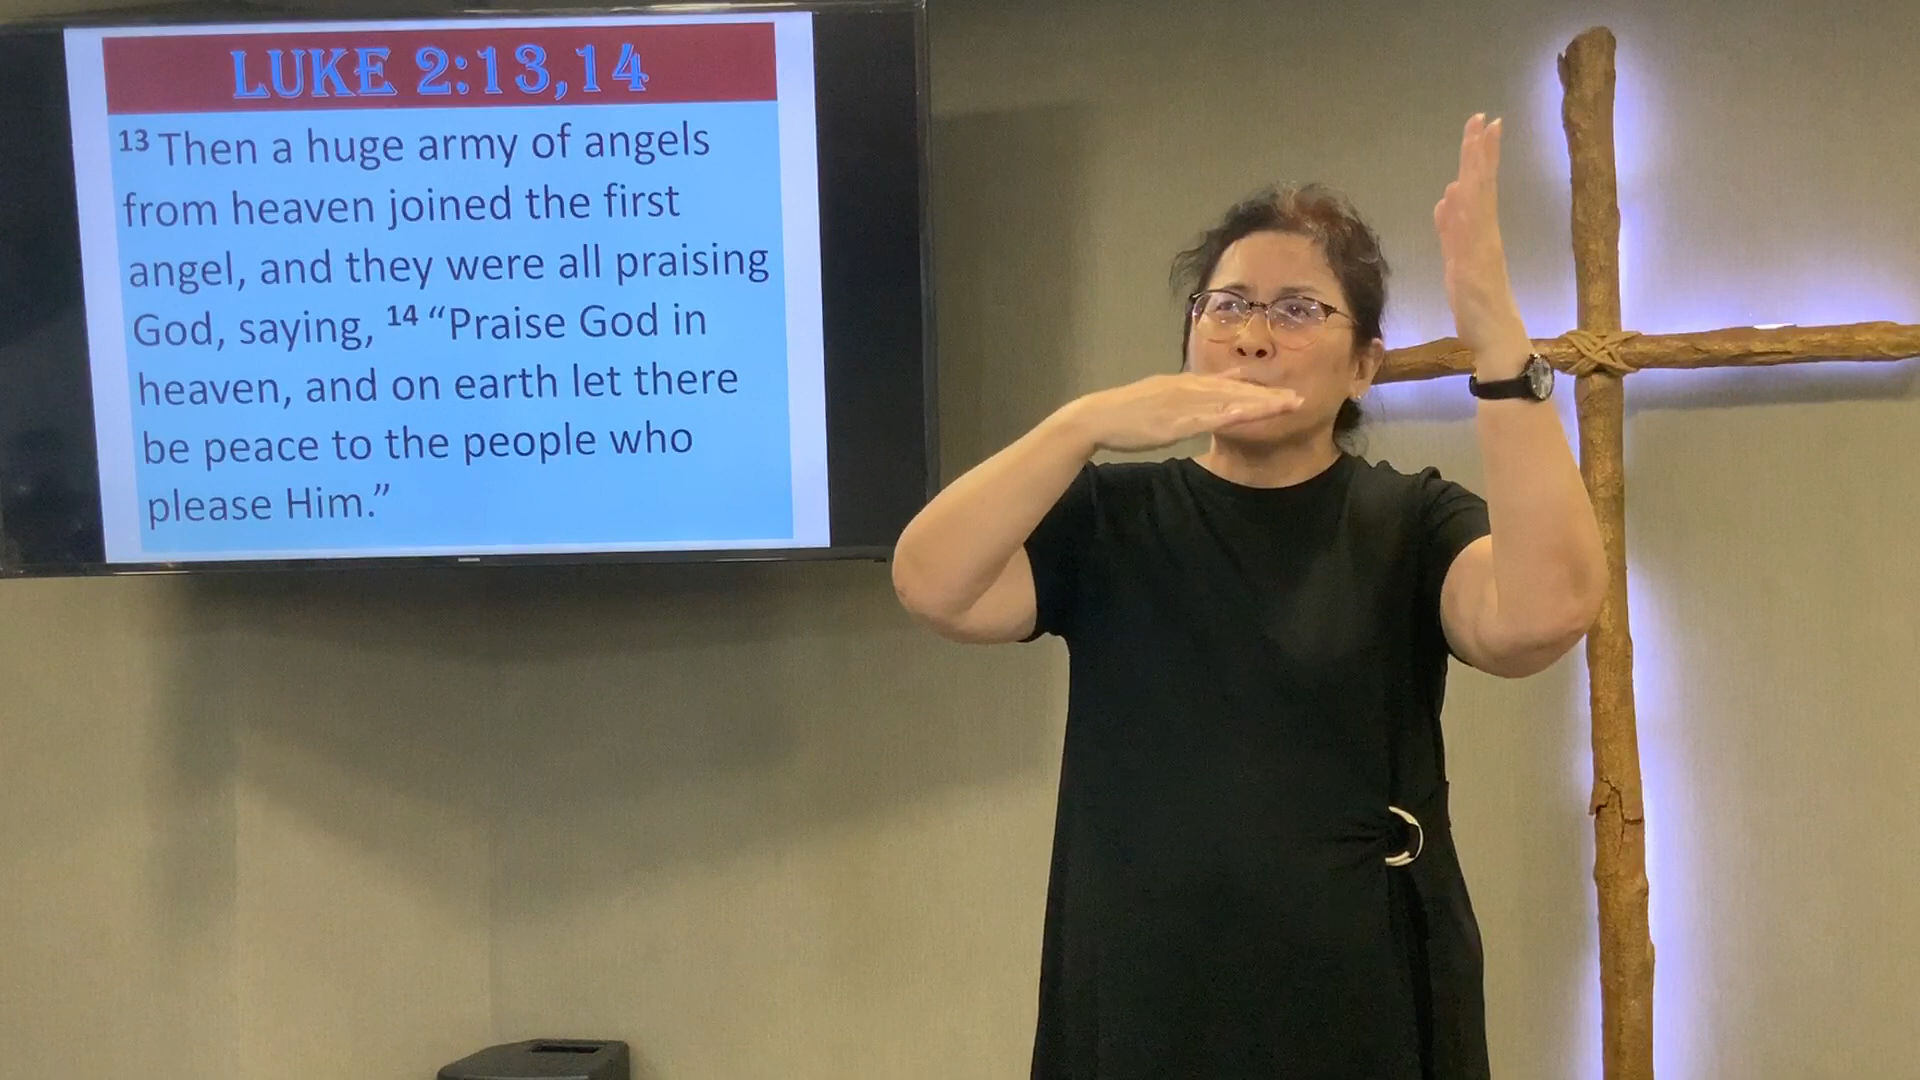 LUKE 2:13,14
13 Then a huge army of angels
from heaven joined the first
angel, and they were all praising
God, saying, 14 “Praise God in
heaven, and on earth let there
be peace to the people who
please Him.”